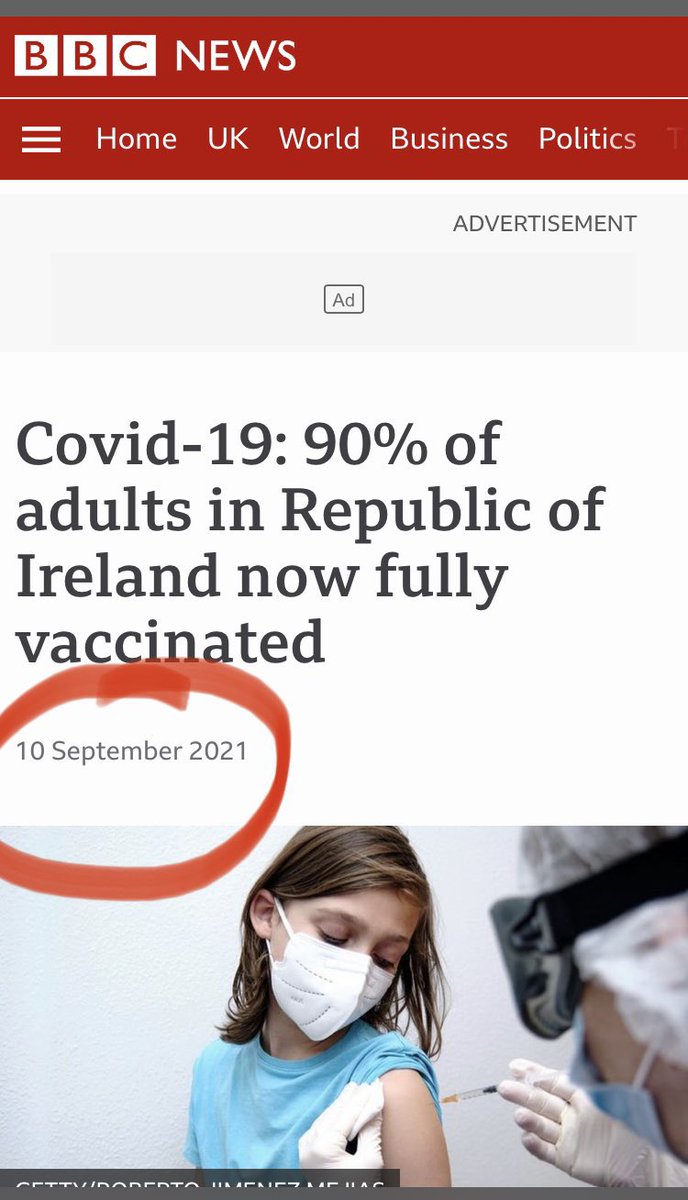 BBC NEWS
Home UK World Business Politics
ADVERTISEMENT
Ad
Covid-19: 90% of
adults in Republic of
Ireland now fully
vaccinated
10 September 2021
GETTY/ROBERTO JIMENEZ MEJIAS